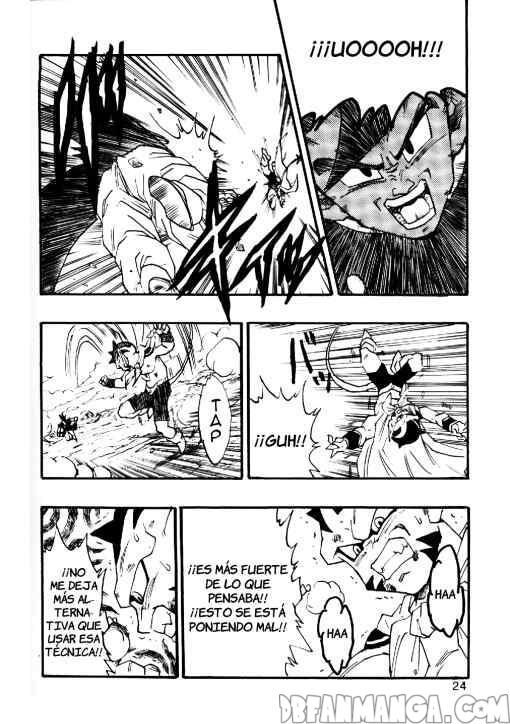 ¡¡¡UOOOOH!!!
¡¡GUH!!
TAP
HAA
HAA
¡¡ES MÁS FUERTE
DE LO QUE
PENSABA!!
¡¡ESTO SE ESTÁ
PONIENDO MAL!!
¡¡NO
ME DEJA
MÁS AL-
TERNA-
TIVA QUE
USAR ESA
TÉCNICA!!
24
DBFANMANGA.COM